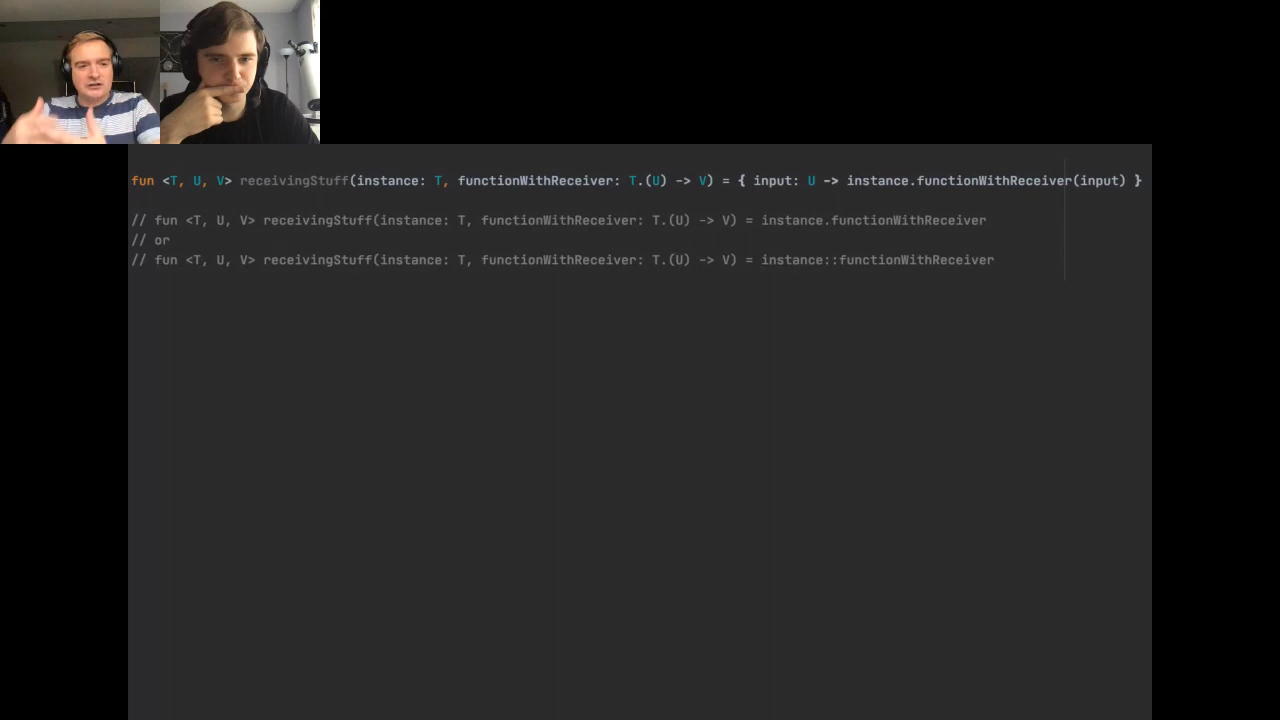 fun <T, U, V> receivingStuff(instance: T, functionWithReceiver: T.(U) -> V) = { input: U -> instance.functionWithReceiver(input) }
// fun <T, U, V> receivingStuff(instance: T, functionWithReceiver: T.(U) -> V) = instance.functionWithReceiver
// or
// fun <T, U, V> receivingStuff(instance: T, functionWithReceiver: T.(U) -> V) = instance::functionWithReceiver